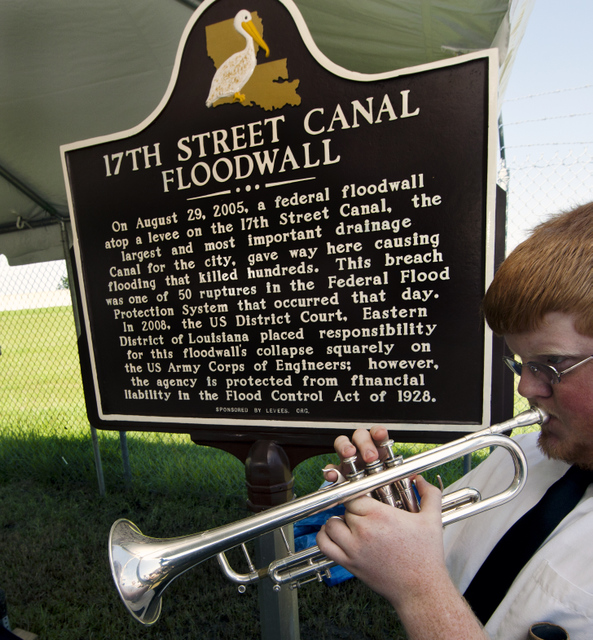 17TH STREET CANAL
FLOODWALL
On August 29, 2005, a federal floodwall
atop a levee on the 17th Street Canal, the
largest and most important drainage
Canal for the city, gave way here causing
flooding that killed hundreds. This breach
was one of 50 ruptures in the Federal Flood
Protection System that occurred that day.
In 2008, the US District Court, Eastern
District of Louisiana placed responsibility
for this floodwall's collapse squarely on
the US Army Corps of Engineers; however,
the agency is protected from financial
liability in the Flood Control Act of 1928.
SPONSORED BY LEVEES. ORG.